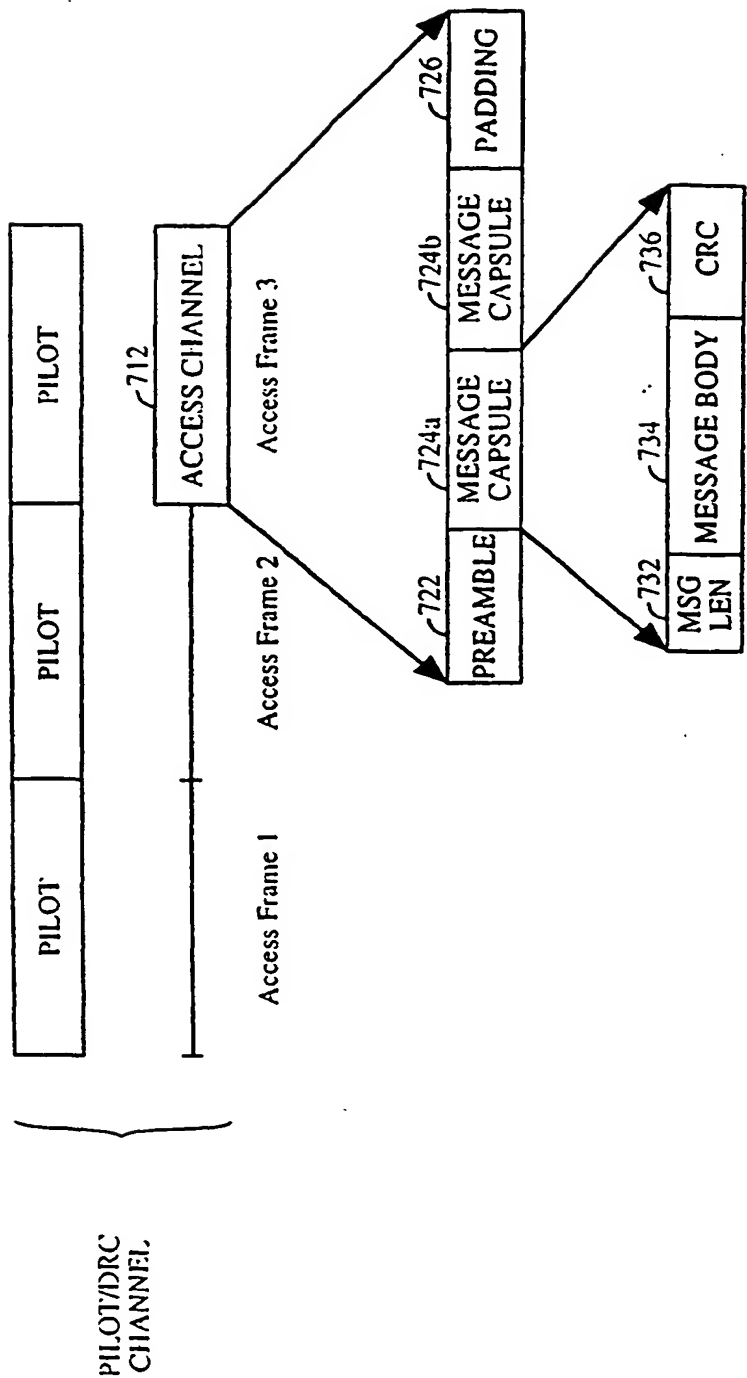 PILOT/DRC
CHANNEL
PILOT
PILOT
PILOT
712
ACCESS CHANNEL
Access Frame 1
Access Frame 2
Access Frame 3
722
724a
724b
726
PREAMBLE
MESSAGE
CAPSULE
MESSAGE
CAPSULE
PADDING
732
734
736
MSG
LEN
MESSAGE BODY
CRC